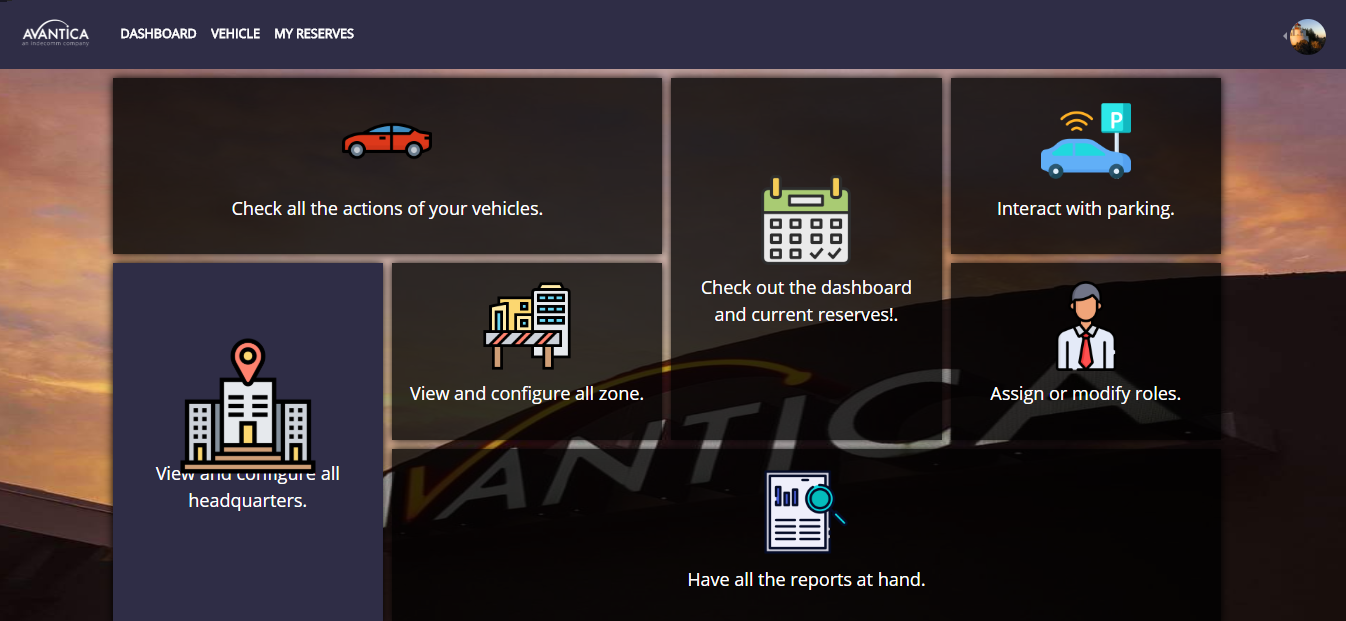 AVANTICA
an indecomm company
DASHBOARD VEHICLE MY RESERVES
Check all the actions of your vehicles.
Check out the dashboard
and current reserves!.
P
Interact with parking.
View and configure all
headquarters.
View and configure all zone.
Assign or modify roles.
AVANTICA
Have all the reports at hand.